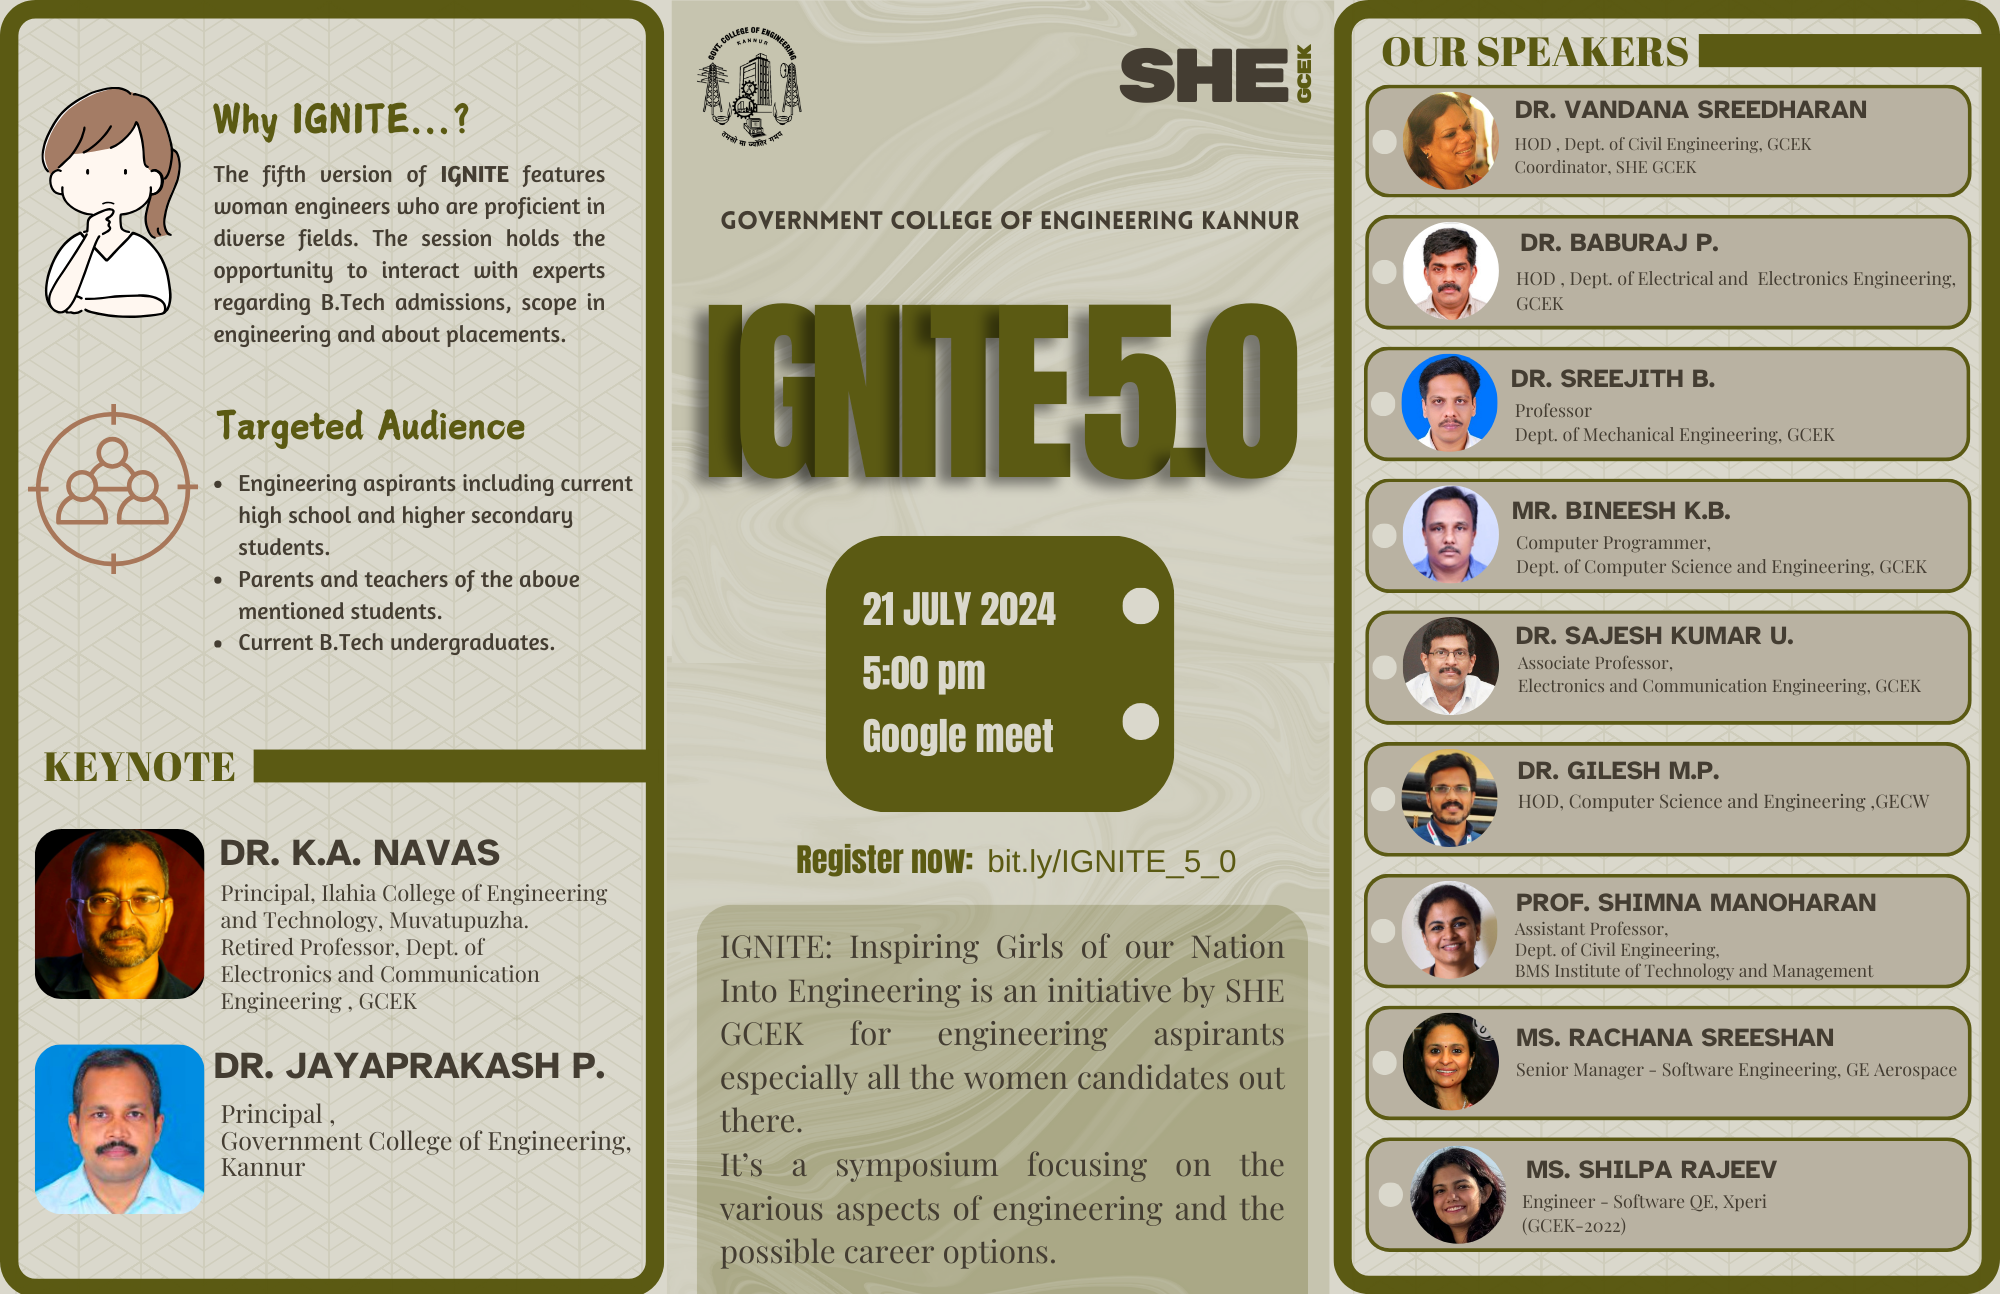 Why IGNITE...?
The fifth version of IGNITE features
woman engineers who are proficient in
diverse fields. The session holds the
opportunity to interact with experts
regarding B.Tech admissions, scope in
engineering and about placements.
Targeted Audience
• Engineering aspirants including current
high school and higher secondary
students.
• Parents and teachers of the above
mentioned students.
• Current B.Tech undergraduates.
KEYNOTE
DR. K.A. NAVAS
Principal, Ilahia College of Engineering
and Technology, Muvatupuzha.
Retired Professor, Dept. of
Electronics and Communication
Engineering , GCEK
DR. JAYAPRAKASH P.
Principal ,
Government College of Engineering,
Kannur
GOVT. COLLEGE OF ENGINEERING
KANNUR
तमसो मा ज्योतिर गमय
SHE
GCEK
GOVERNMENT COLLEGE OF ENGINEERING KANNUR
IGNITE 5.0
21 JULY 2024
5:00 pm
Google meet
Register now: bit.ly/IGNITE_5_0
IGNITE: Inspiring Girls of our Nation
Into Engineering is an initiative by SHE
GCEK for engineering aspirants
especially all the women candidates out
there.
It’s a symposium focusing on the
various aspects of engineering and the
possible career options.
OUR SPEAKERS
DR. VANDANA SREEDHARAN
HOD , Dept. of Civil Engineering, GCEK
Coordinator, SHE GCEK
DR. BABURAJ P.
HOD , Dept. of Electrical and Electronics Engineering,
GCEK
DR. SREEJITH B.
Professor
Dept. of Mechanical Engineering, GCEK
MR. BINEESH K.B.
Computer Programmer,
Dept. of Computer Science and Engineering, GCEK
DR. SAJESH KUMAR U.
Associate Professor,
Electronics and Communication Engineering, GCEK
DR. GILESH M.P.
HOD, Computer Science and Engineering ,GECW
PROF. SHIMNA MANOHARAN
Assistant Professor,
Dept. of Civil Engineering,
BMS Institute of Technology and Management
MS. RACHANA SREESHAN
Senior Manager - Software Engineering, GE Aerospace
MS. SHILPA RAJEEV
Engineer - Software QE, Xperi
(GCEK-2022)